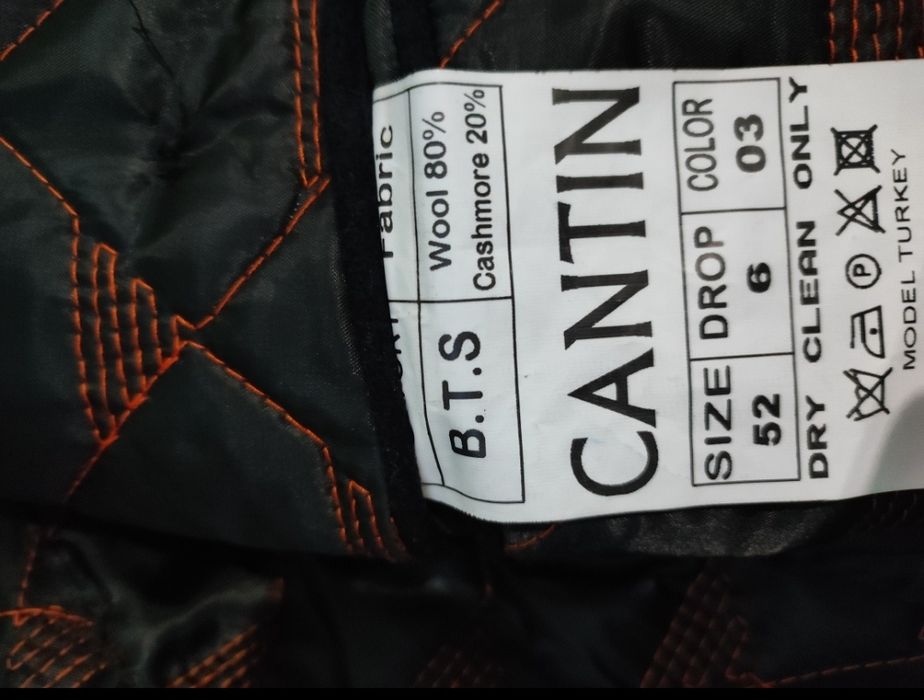 Fabric
B.T.S
Wool 80%
Cashmore 20%
CANTIN
SIZE DROP COLOR
52 6 03
DRY CLEAN ONLY
P
MODEL TURKEY